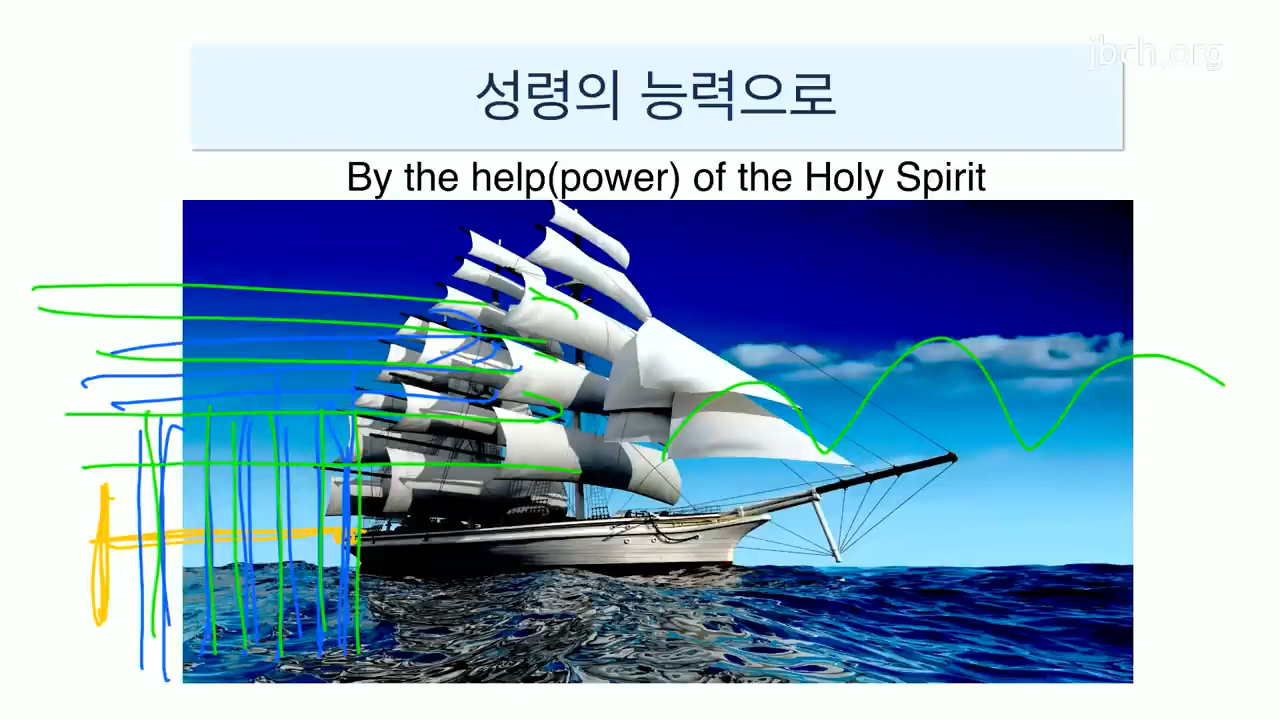 jbch.org
성령의 능력으로
By the help(power) of the Holy Spirit